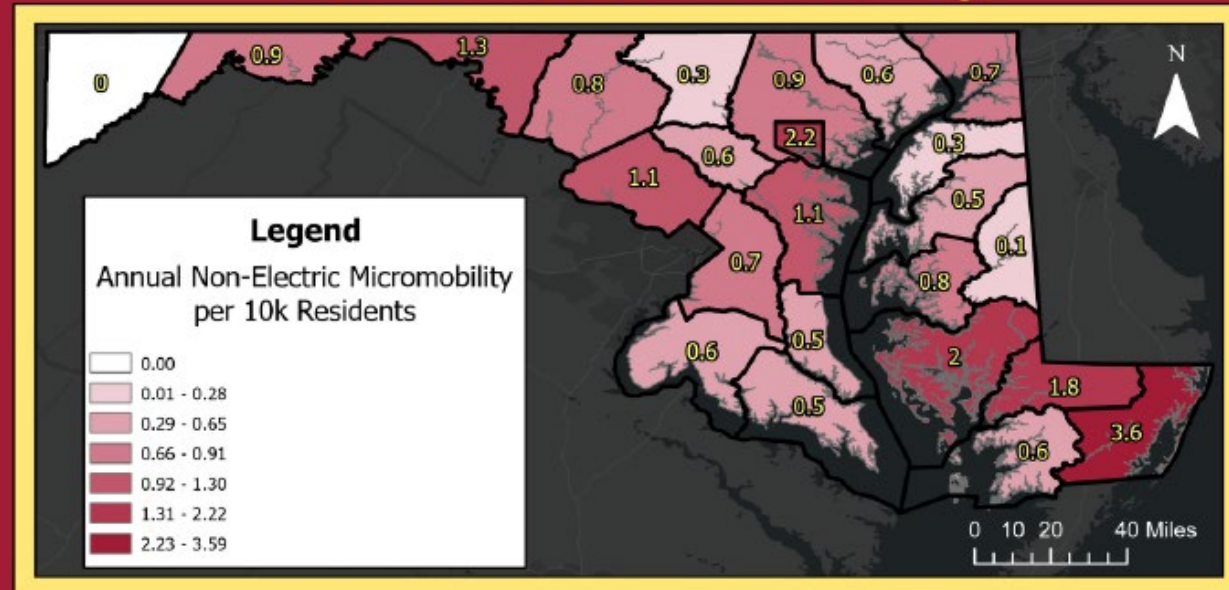 0
0.9
1.3
0.8
0.3
0.9
0.6
0.7
N
2.2
0.3
0.6
1.1
0.5
1.1
0.1
0.7
0.8
0.5
0.6
2
0.5
1.8
0.6
3.6
Legend
Annual Non-Electric Micromobility
per 10k Residents
0.00
0.01 - 0.28
0.29 - 0.65
0.66 - 0.91
0.92 - 1.30
1.31 - 2.22
2.23 - 3.59
0 10 20 40 Miles